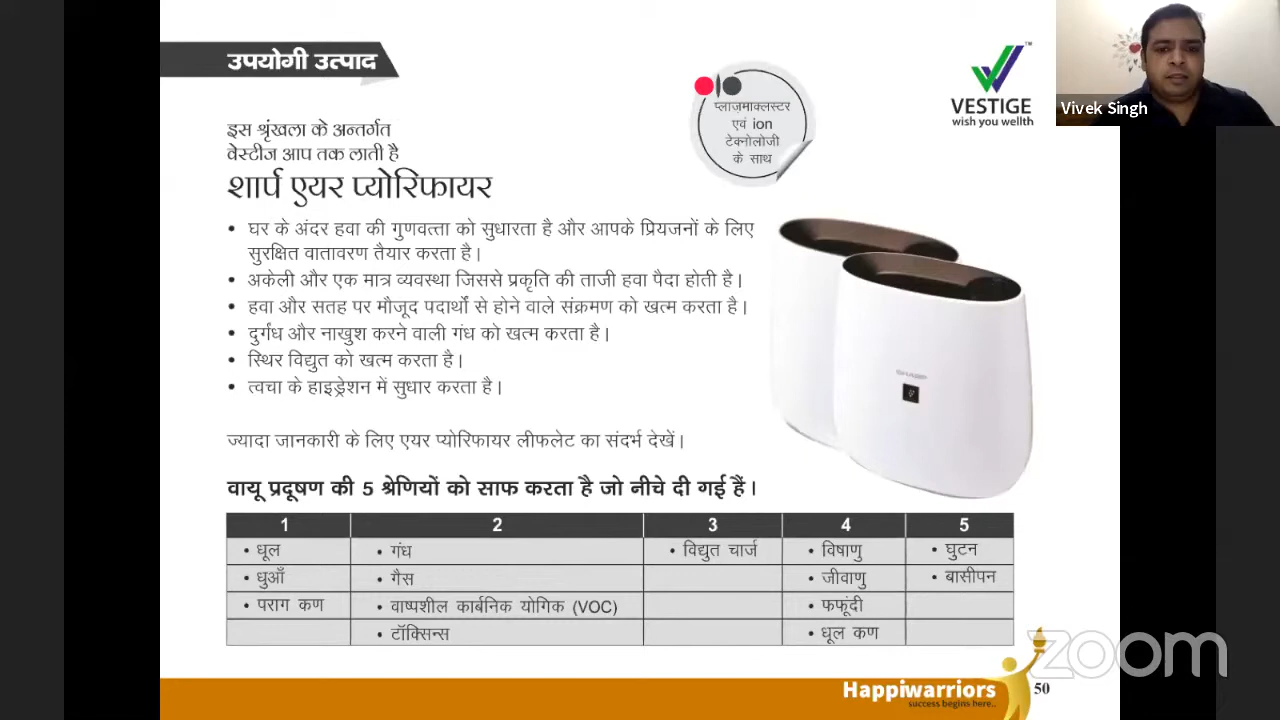 उपयोगी उत्पाद
VESTIGE
TM
wish you wellth
Vivek Singh
प्लाज़माक्लस्टर
एवं ion
टेक्नोलोजी
के साथ
इस श्रृंखला के अन्तर्गत
वेस्टीज आप तक लाती है
शार्प एयर प्योरिफायर
• घर के अंदर हवा की गुणवत्ता को सुधारता है और आपके प्रियजनों के लिए
सुरक्षित वातावरण तैयार करता है।
• अकेली और एक मात्र व्यवस्था जिससे प्रकृति की ताजी हवा पैदा होती है।
• हवा और सतह पर मौजूद पदार्थों से होने वाले संक्रमण को खत्म करता है।
• दुर्गंध और नाखुश करने वाली गंध को खत्म करता है।
• स्थिर विद्युत को खत्म करता है।
• त्वचा के हाइड्रेशन में सुधार करता है।
SHARP
ज्यादा जानकारी के लिए एयर प्योरिफायर लीफलेट का संदर्भ देखें।
वायू प्रदूषण की 5 श्रेणियों को साफ करता है जो नीचे दी गई हैं।
1 2 3 4 5
• धूल • गंध • विद्युत चार्ज • विषाणु • घुटन
• धुआँ • गैस • जीवाणु • बासीपन
• पराग कण • वाष्पशील कार्बनिक योगिक (VOC) • फफूंदी
• टॉक्सिन्स • धूल कण
zoom
Happiwarriors
success begins here..
50